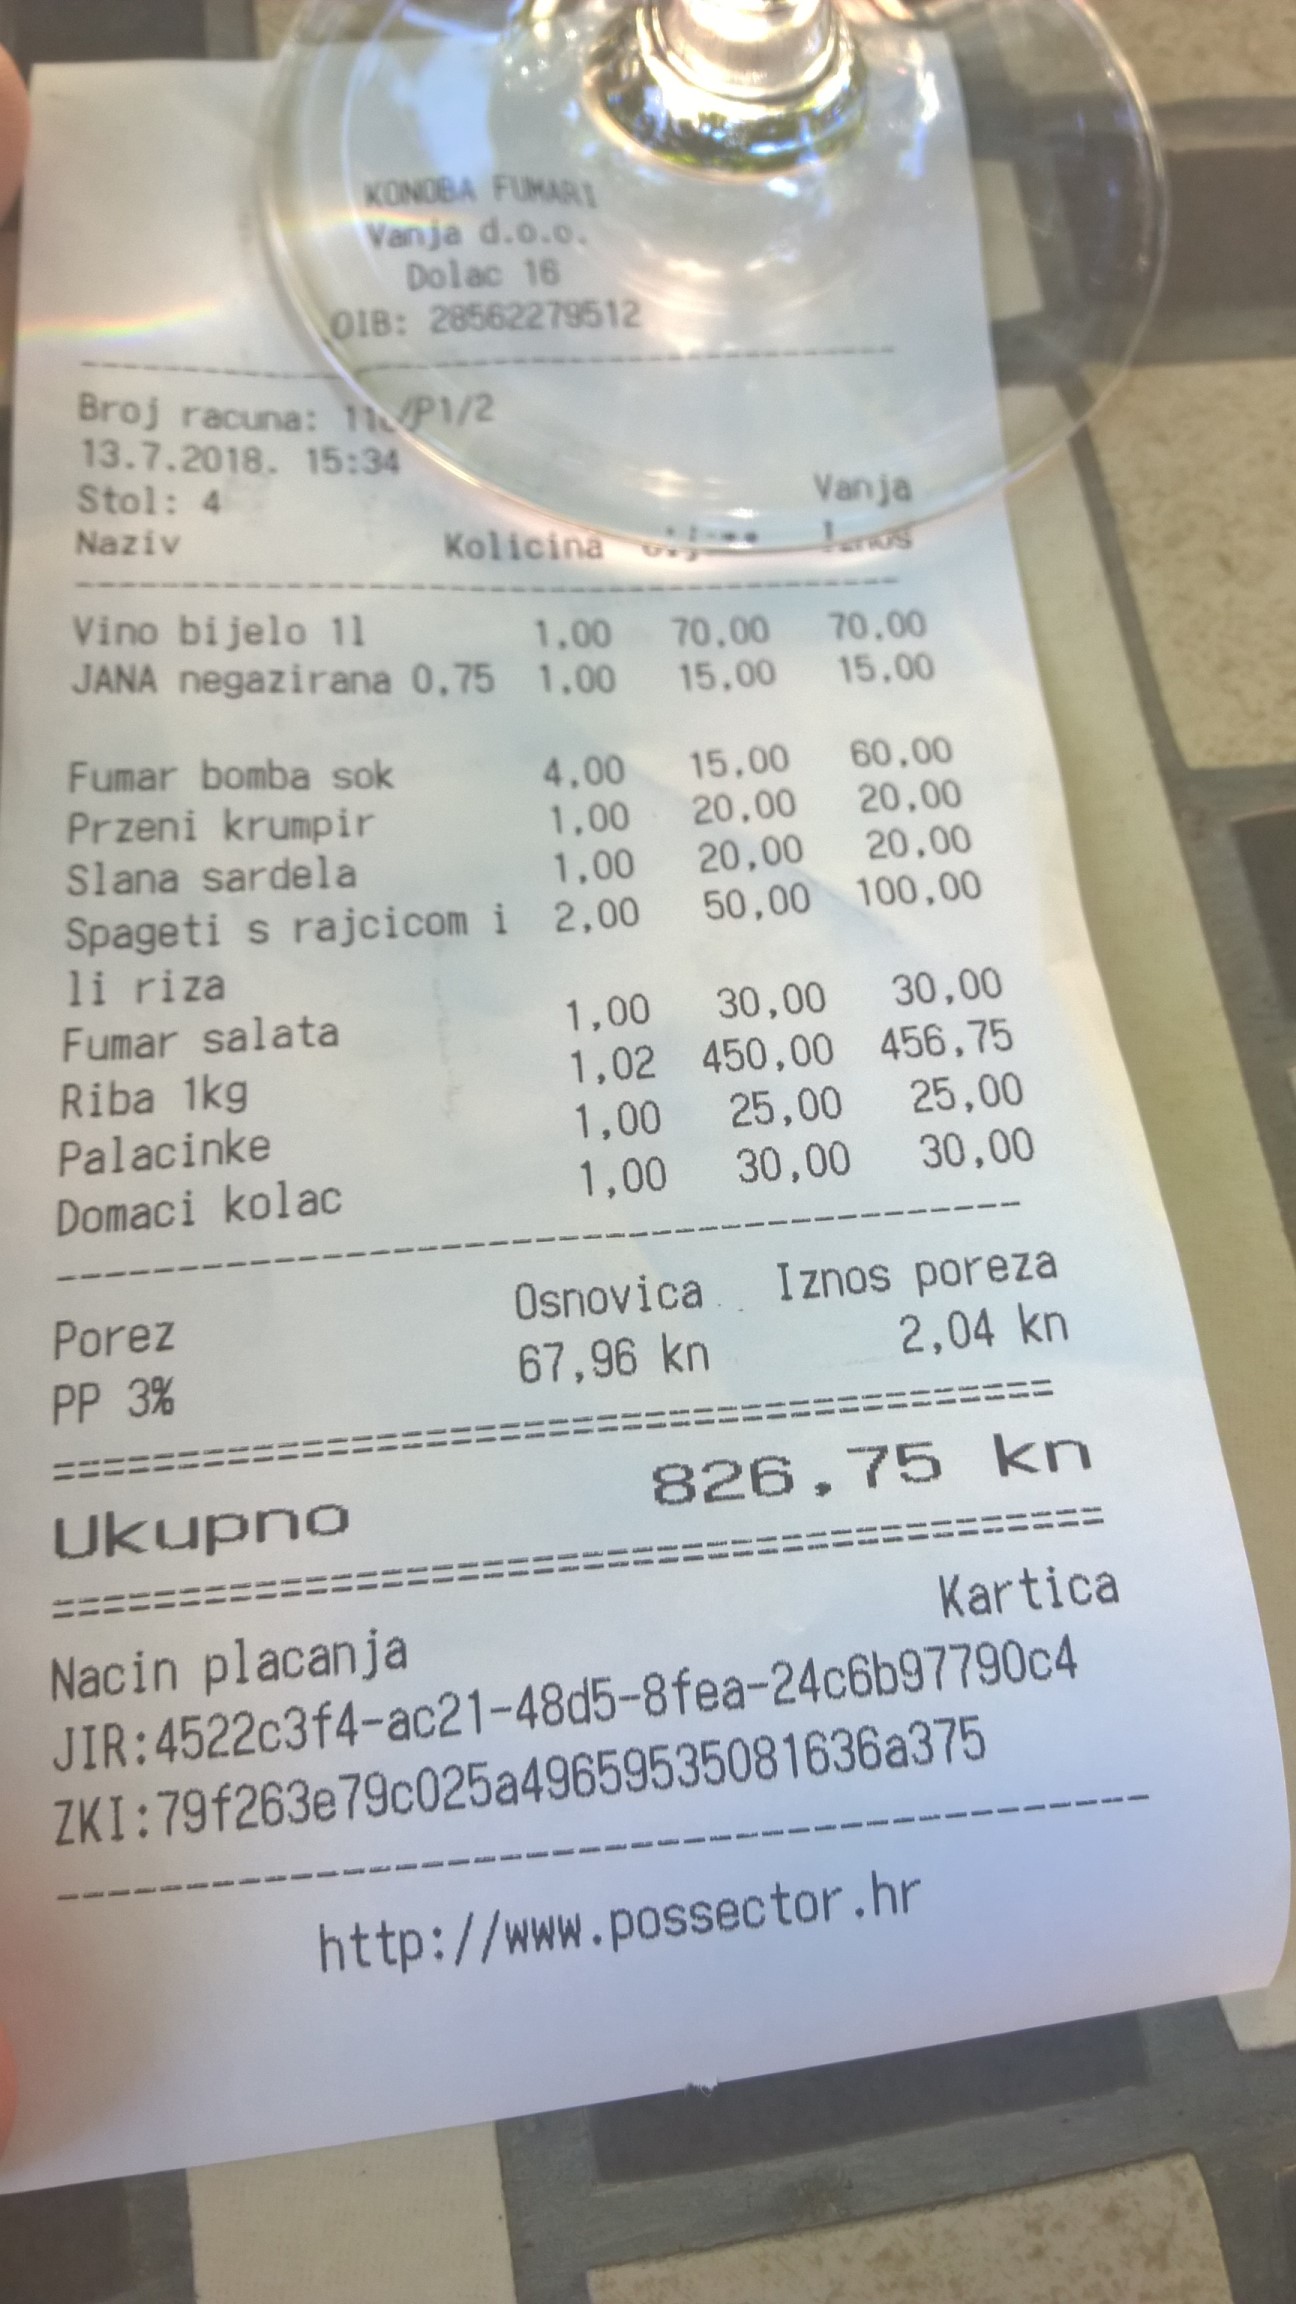 KONOBA FUMARI
Vanja d.o.o.
Dolac 16
OIB: 28562279512
Broj racuna: /P1/2
13.7.2018. 15:34
Vanja
Stol: 4
Naziv Kolicina Iznos
Vino bijelo 1l 1,00 70,00 70,00
JANA negazirana 0,75 1,00 15,00 15,00
Fumar bomba sok 4,00 15,00 60,00
Przeni krumpir 1,00 20,00 20,00
Slana sardela 1,00 20,00 20,00
Spageti s rajcicom i 2,00 50,00 100,00
li riza
Fumar salata 1,00 30,00 30,00
Riba 1kg 1,02 450,00 456,75
Palacinke 1,00 25,00 25,00
Domaci kolac 1,00 30,00 30,00
Porez Osnovica Iznos poreza
PP 3% 67,96 kn 2,04 kn
Ukupno 826.75 kn
Nacin placanja Kartica
JIR:4522c3f4-ac21-48d5-8fea-24c6b97790c4
ZKI:79f263e79c025a49659535081636a375
http://www.possector.hr